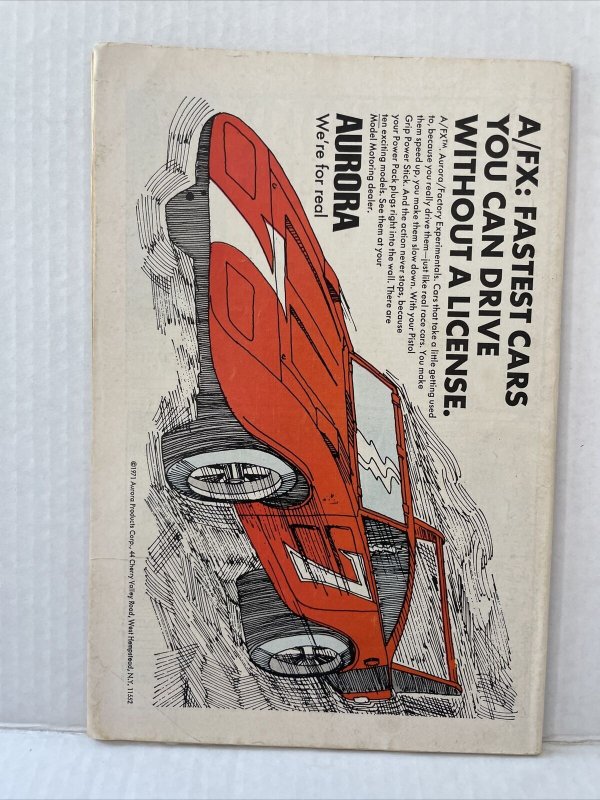 A/FX: FASTEST CARS
YOU CAN DRIVE
WITHOUT A LICENSE.
A/FX™. Aurora/Factory Experimentals. Cars that take a little getting used
to, because you really drive them—just like real race cars. You make
them speed up, you make them slow down. With your Pistol
Grip Power Stick. And the action never stops, because
your Power Pack plugs right into the wall. There are
ten exciting models. See them at your
Model Motoring dealer.
AURORA
We're for real
©1971 Aurora Products Corp., 44 Cherry Valley Road, West Hempstead, N.Y. 11552